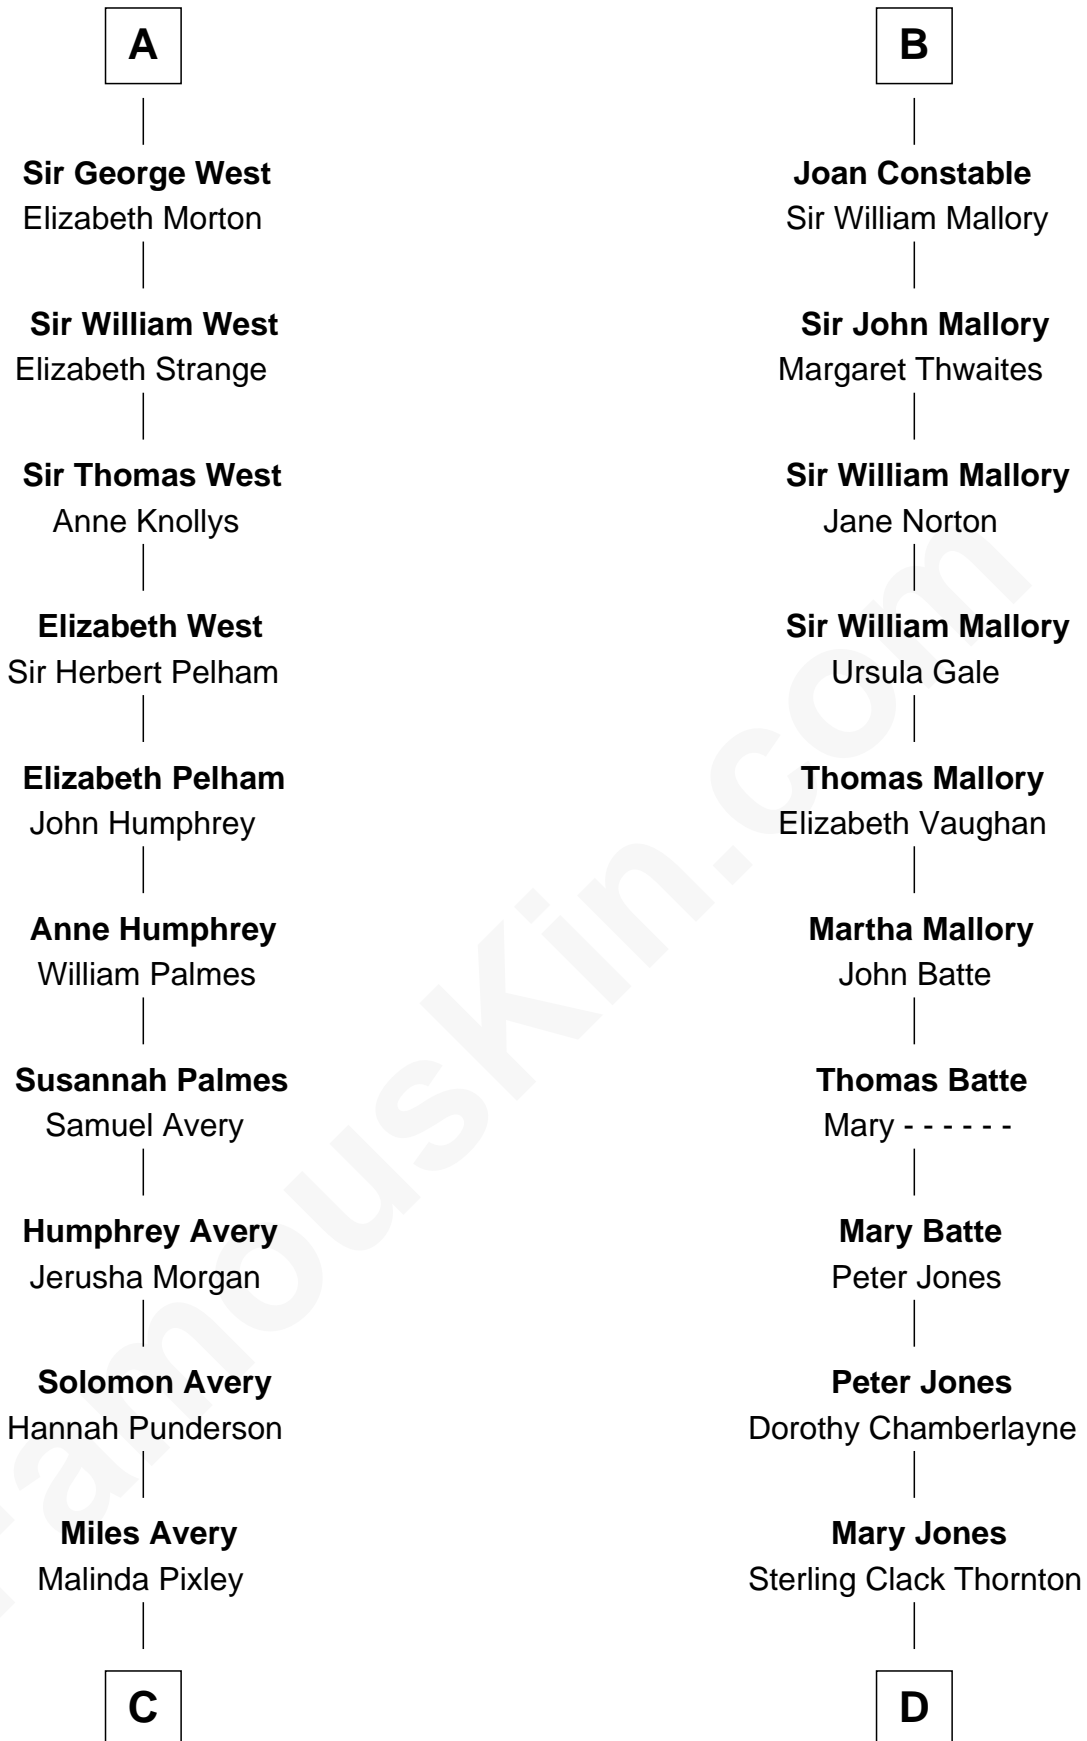 A
Sir George West
Elizabeth Morton
Sir William West
Elizabeth Strange
Sir Thomas West
Anne Knollys
Elizabeth West
Sir Herbert Pelham
Elizabeth Pelham
John Humphrey
Anne Humphrey
William Palmes
Susannah Palmes
Samuel Avery
Humphrey Avery
Jerusha Morgan
Solomon Avery
Hannah Punderson
Miles Avery
Malinda Pixley
C
B
Joan Constable
Sir William Mallory
Sir John Mallory
Margaret Thwaites
Sir William Mallory
Jane Norton
Sir William Mallory
Ursula Gale
Thomas Mallory
Elizabeth Vaughan
Martha Mallory
John Batte
Thomas Batte
Mary - - - - - -
Mary Batte
Peter Jones
Peter Jones
Dorothy Chamberlayne
Mary Jones
Sterling Clack Thornton
D
FamousKin.com